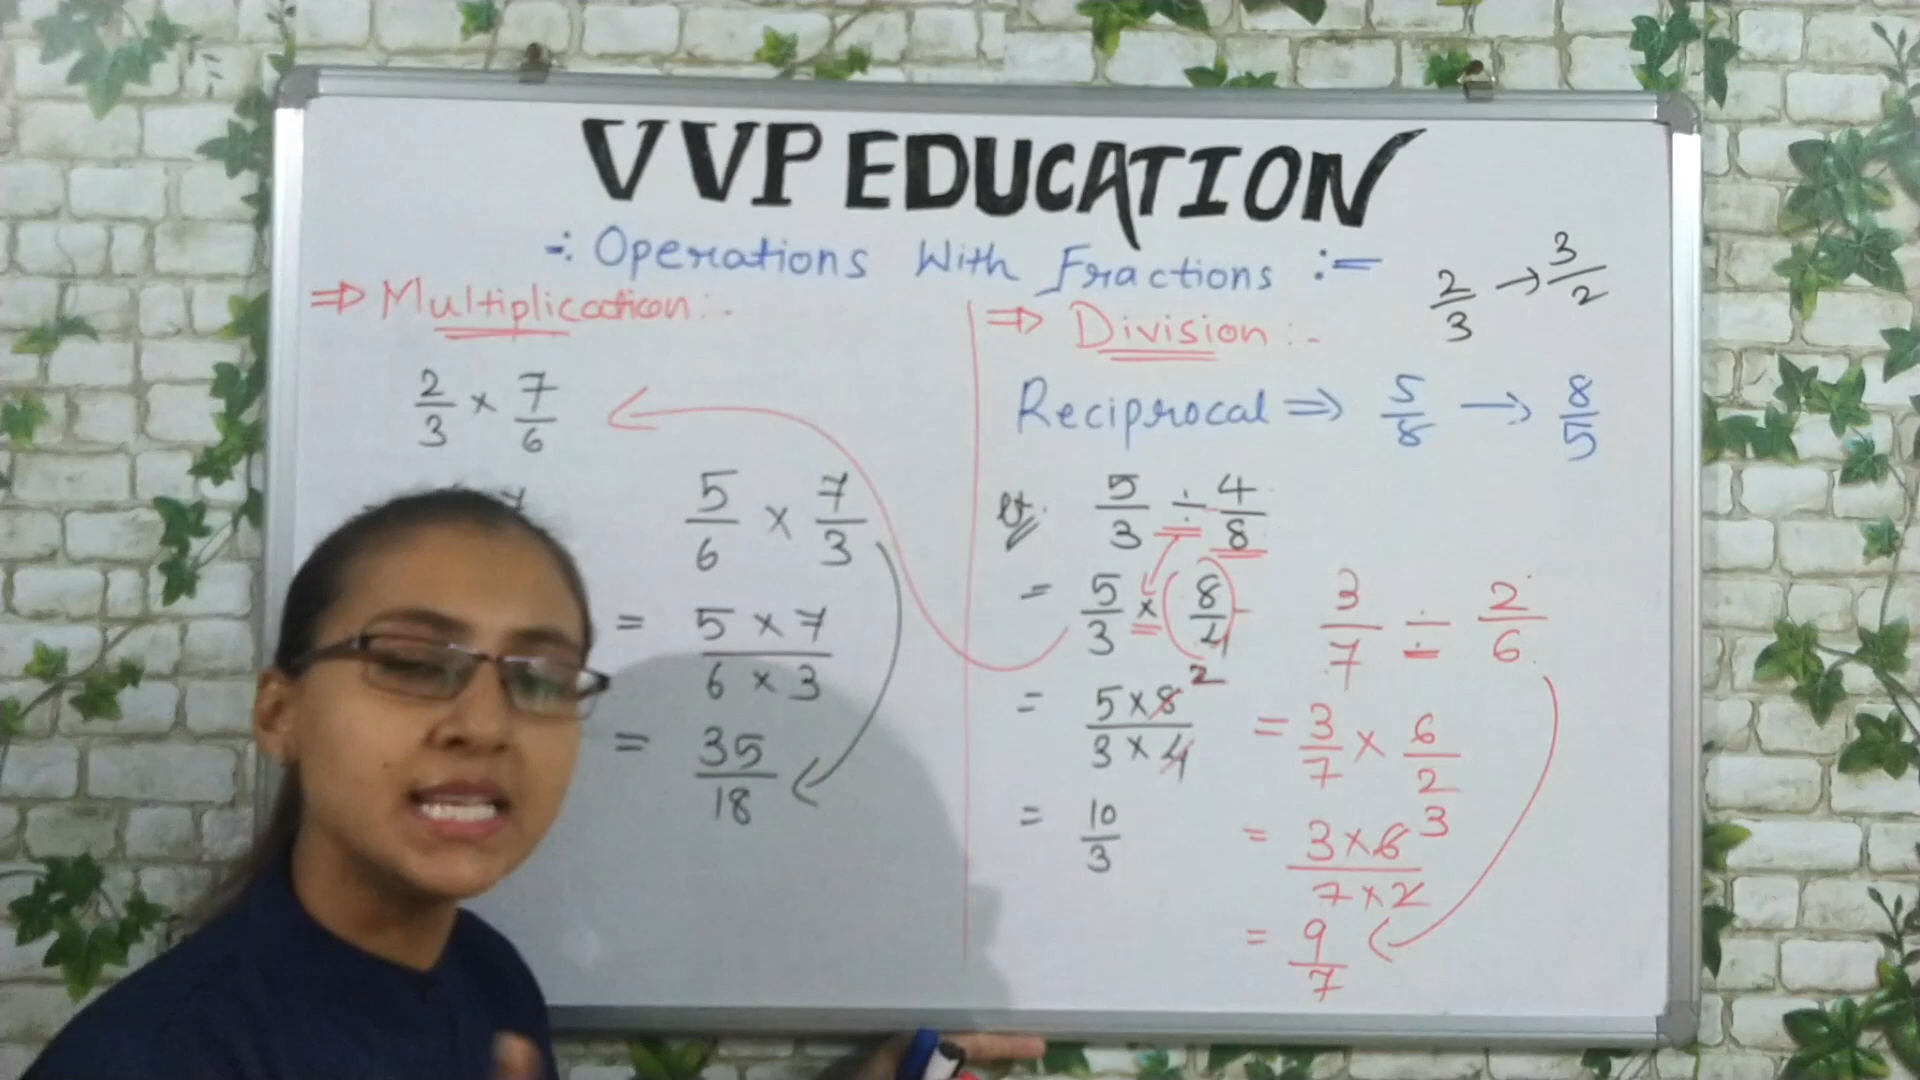 VVP EDUCATION
-: Operations With Fractions :-
2/3 → 3/2
⇒ Multiplication :-
2/3 × 7/6
5/6 × 7/3
= 5 × 7 / 6 × 3
= 35/18
⇒ Division :-
Reciprocal ⇒ 5/8 → 8/5
5/3 ÷ 4/8
= 5/3 × (8/4)
= 5 × 8 2 / 3 × 4
= 10/3
3/7 ÷ 2/6
= 3/7 × 6/2
= 3 × 6 3 / 7 × 2
= 9/7